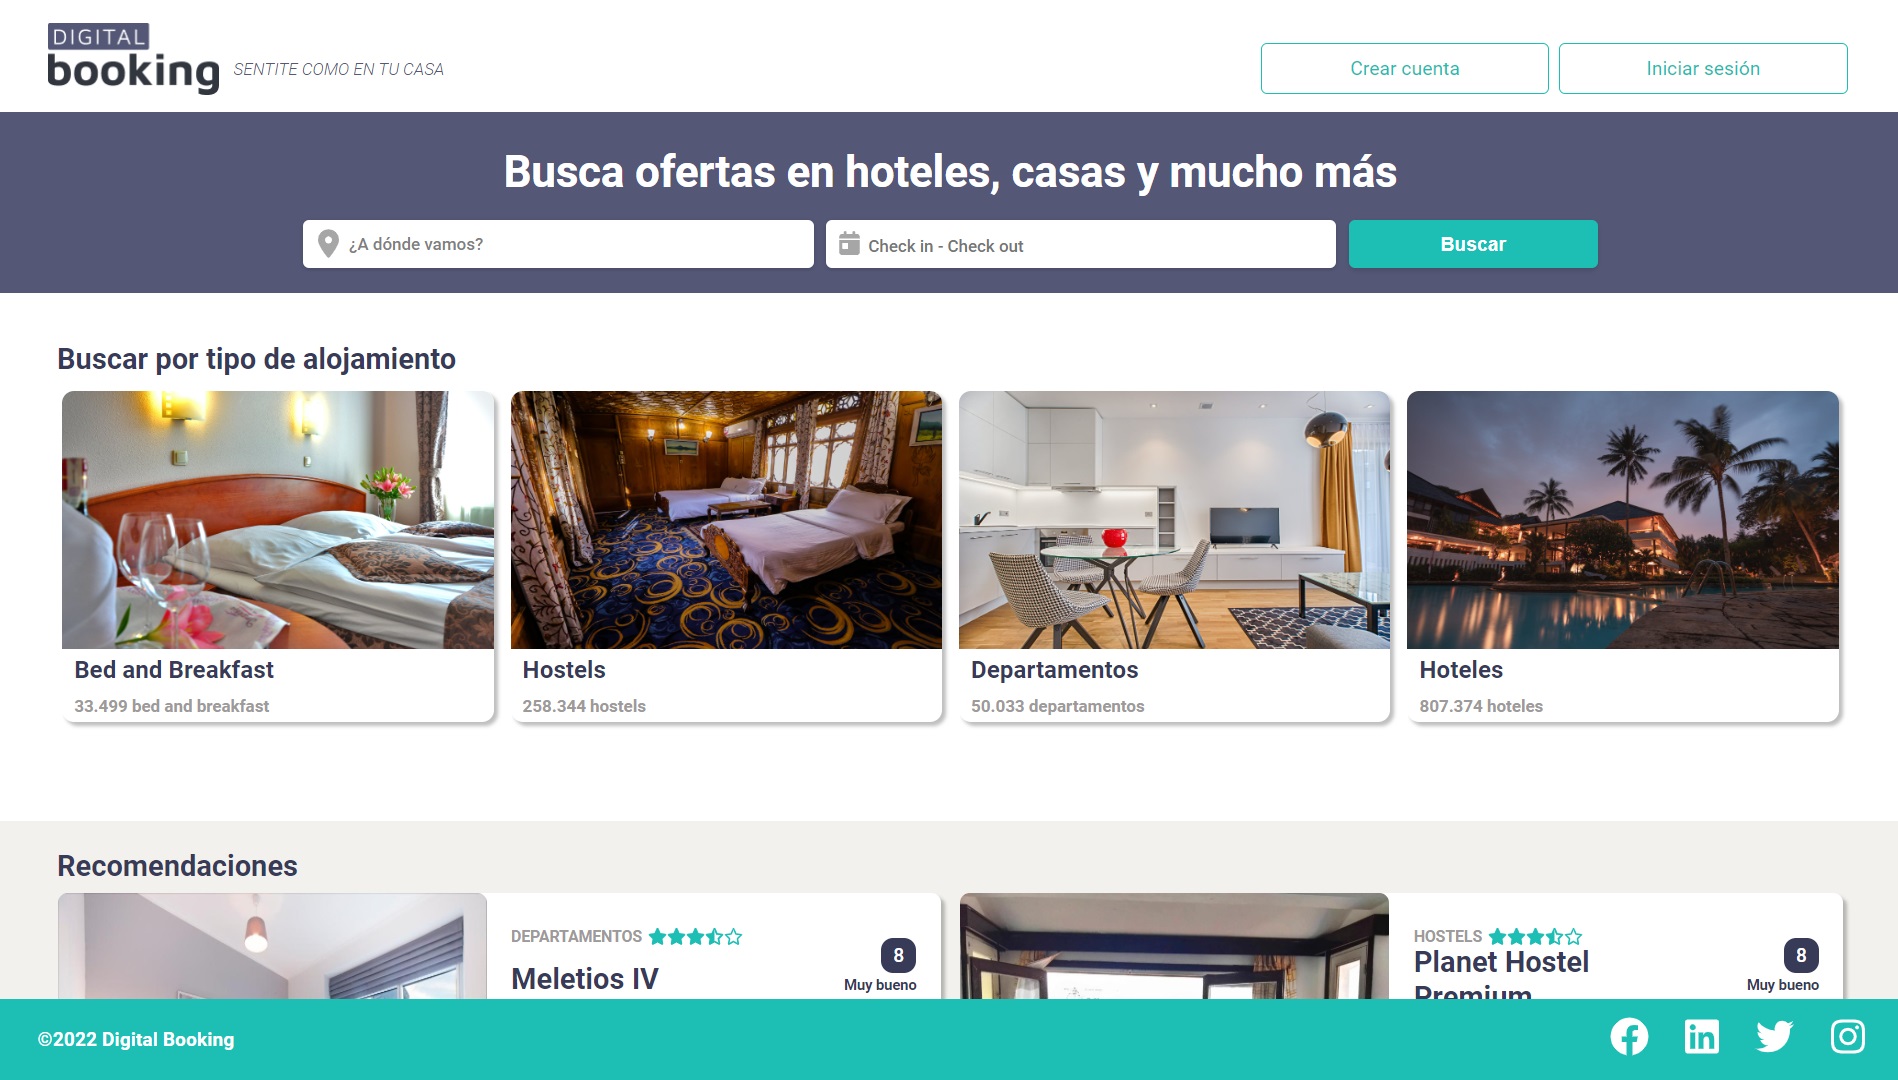 DIGITAL
booking
SENTITE COMO EN TU CASA
Crear cuenta
Iniciar sesión
Busca ofertas en hoteles, casas y mucho más
¿A dónde vamos?
Check in - Check out
Buscar
Buscar por tipo de alojamiento
Bed and Breakfast
33.499 bed and breakfast
Hostels
258.344 hostels
Departamentos
50.033 departamentos
Hoteles
807.374 hoteles
Recomendaciones
DEPARTAMENTOS
8
Meletios IV
Muy bueno
HOSTELS
8
Planet Hostel
Premium
Muy bueno
©2022 Digital Booking